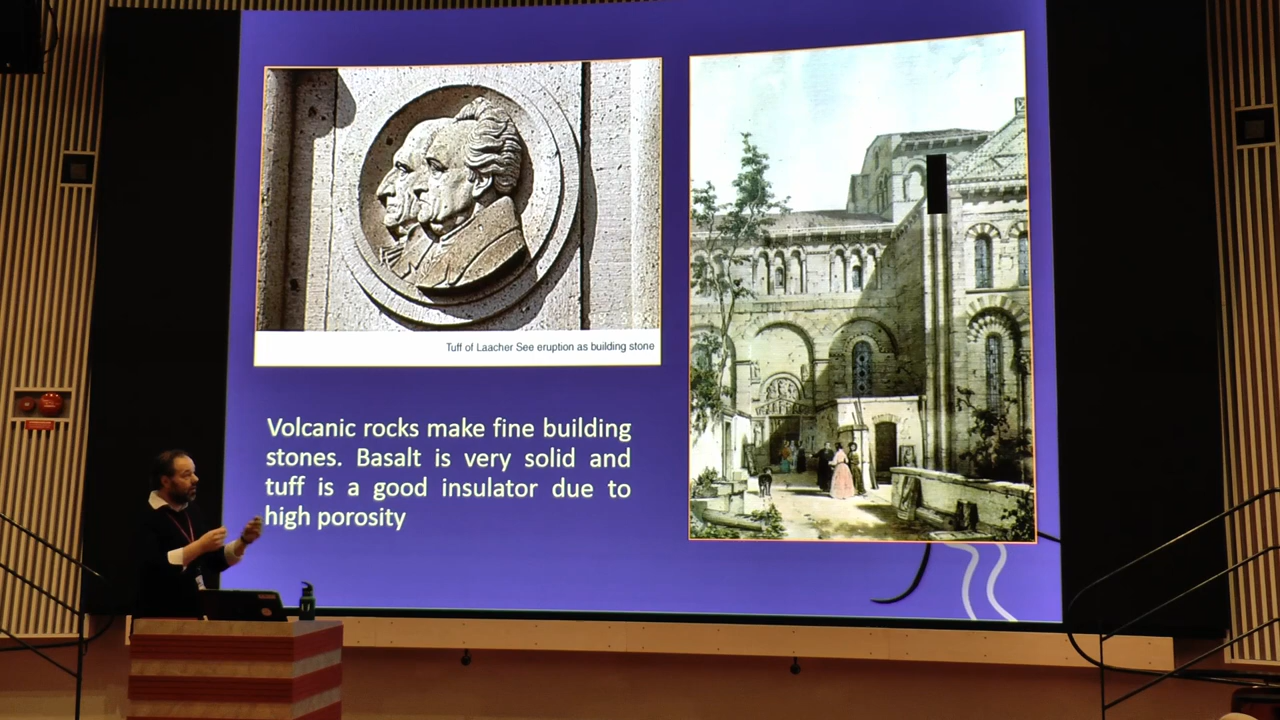 Tuff of Laacher See eruption as building stone
Volcanic rocks make fine building
stones. Basalt is very solid and
tuff is a good insulator due to
high porosity